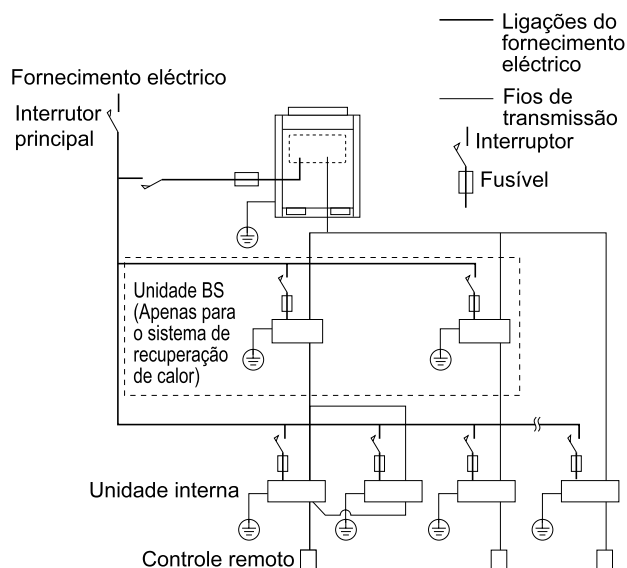 Ligações do
fornecimento
eléctrico
Fornecimento eléctrico
Interrutor
principal
Fios de
transmissão
Interruptor
Fusível
Unidade BS
(Apenas para
o sistema de
recuperação
de calor)
Unidade interna
Controle remoto